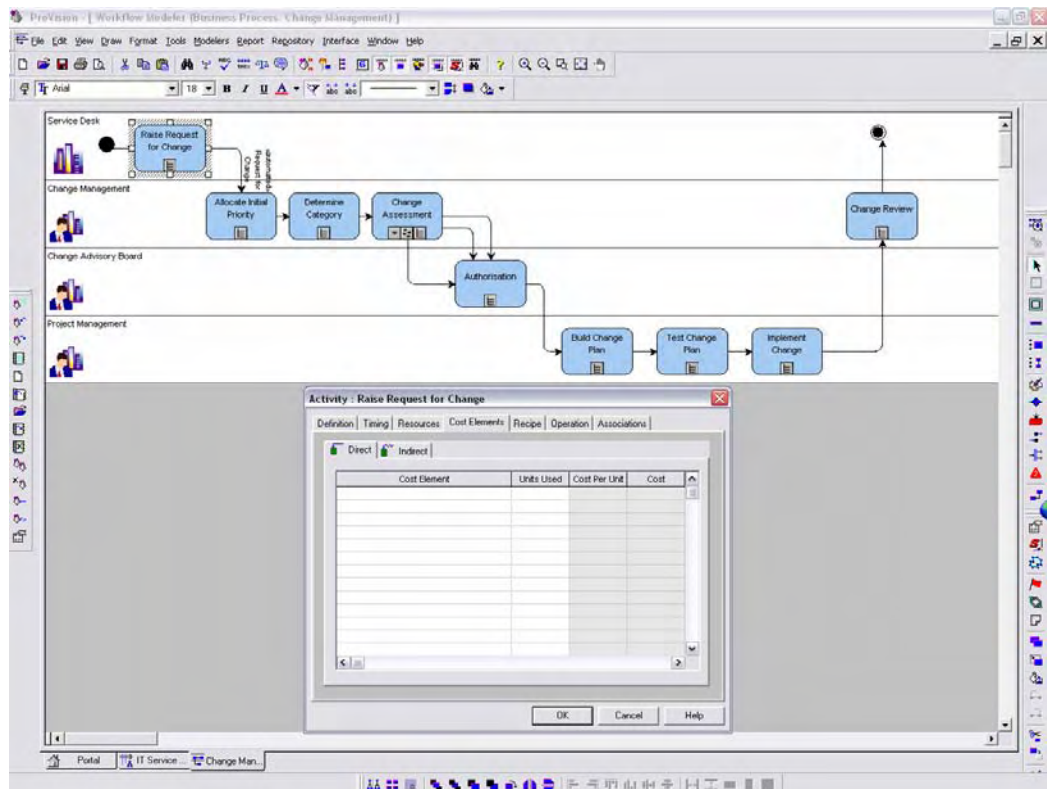 ProVision - [ Workflow Modeler (Business Process: Change Management) ]
File Edit View Draw Format Tools Modelers Report Repository Interface Window Help
Arial 18 B I U A
Service Desk
Raise Request
for Change
«automated»
Request for
Change
Change Management
Allocate Initial
Priority
Determine
Category
Change
Assessment
Change Review
Change Advisory Board
Authorisation
Project Management
Build Change
Plan
Test Change
Plan
Implement
Change
Activity : Raise Request for Change
Definition Timing Resources Cost Elements Recipe Operation Associations
Direct Indirect
Cost Element Units Used Cost Per Unit Cost
OK Cancel Help
Portal IT Service ... Change Man...